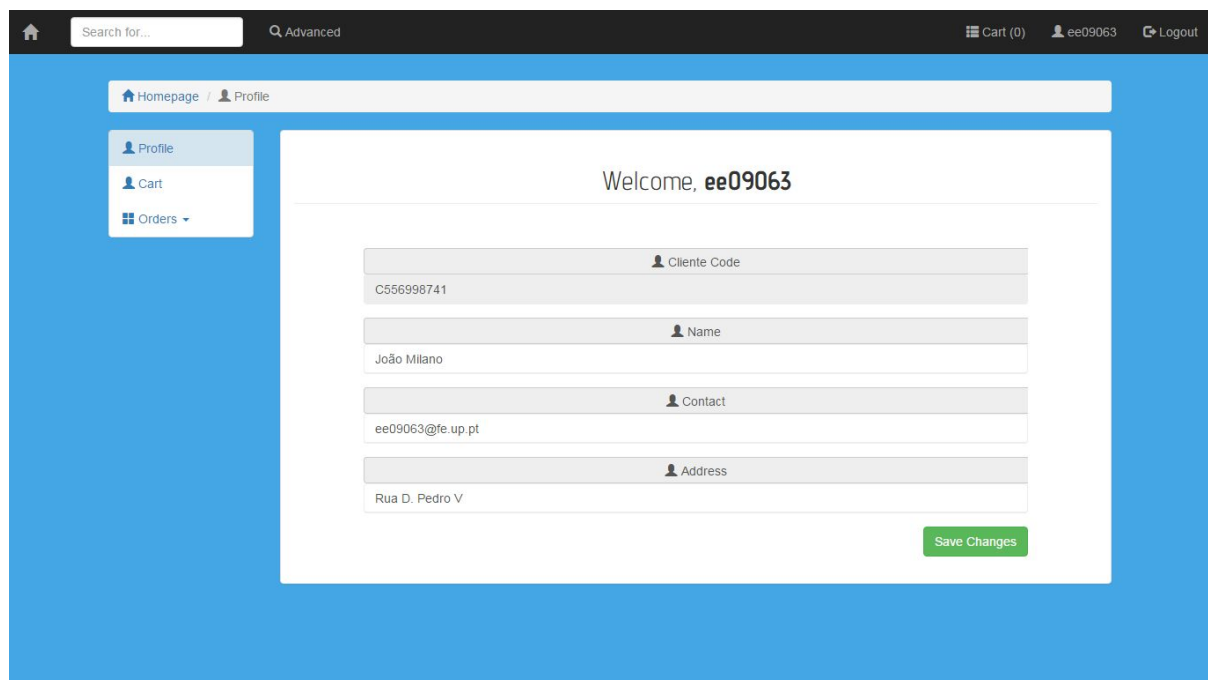 Search for... Advanced Cart (0) ee09063 Logout
Homepage / Profile
Profile
Cart
Orders
Welcome, ee09063
Cliente Code
C556998741
Name
João Milano
Contact
ee09063@fe.up.pt
Address
Rua D. Pedro V
Save Changes